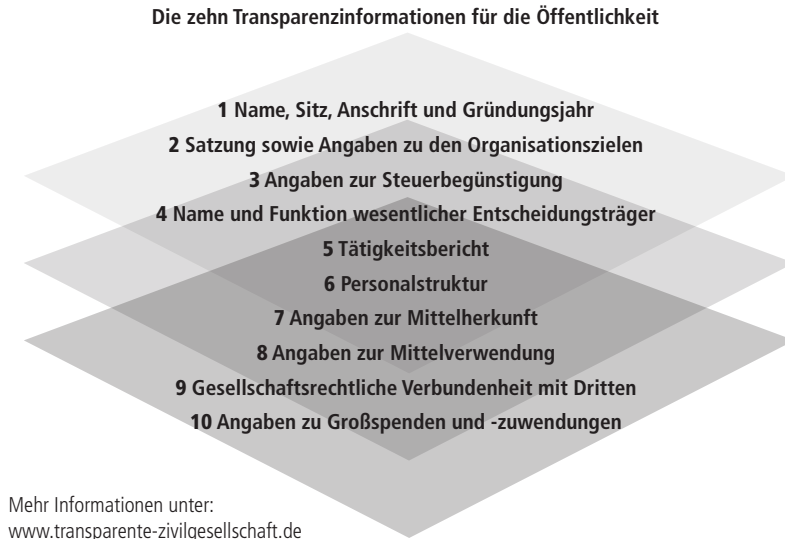 Die zehn Transparenzinformationen für die Öffentlichkeit
1 Name, Sitz, Anschrift und Gründungsjahr
2 Satzung sowie Angaben zu den Organisationszielen
3 Angaben zur Steuerbegünstigung
4 Name und Funktion wesentlicher Entscheidungsträger
5 Tätigkeitsbericht
6 Personalstruktur
7 Angaben zur Mittelherkunft
8 Angaben zur Mittelverwendung
9 Gesellschaftsrechtliche Verbundenheit mit Dritten
10 Angaben zu Großspenden und -zuwendungen
Mehr Informationen unter:
www.transparente-zivilgesellschaft.de